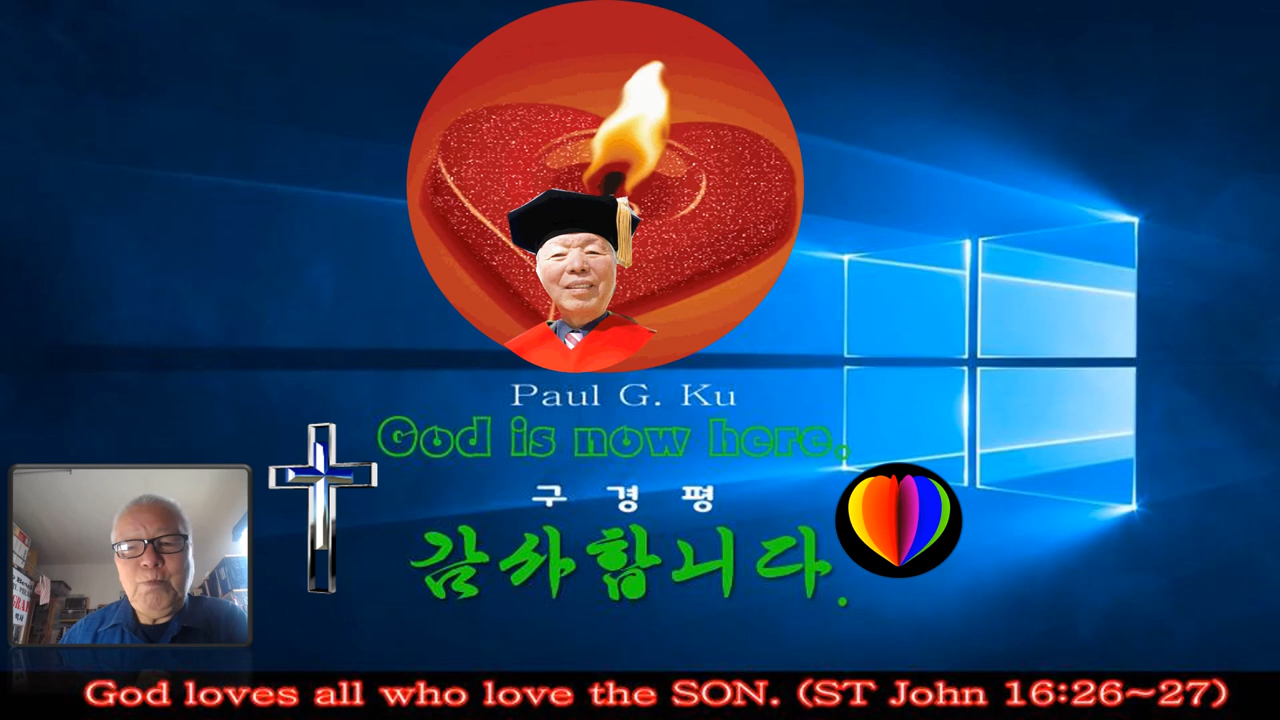 Paul G. Ku
God is now here.
구 경 평
감사합니다.
GRAM
God loves all who love the SON. (ST John 16:26~27)